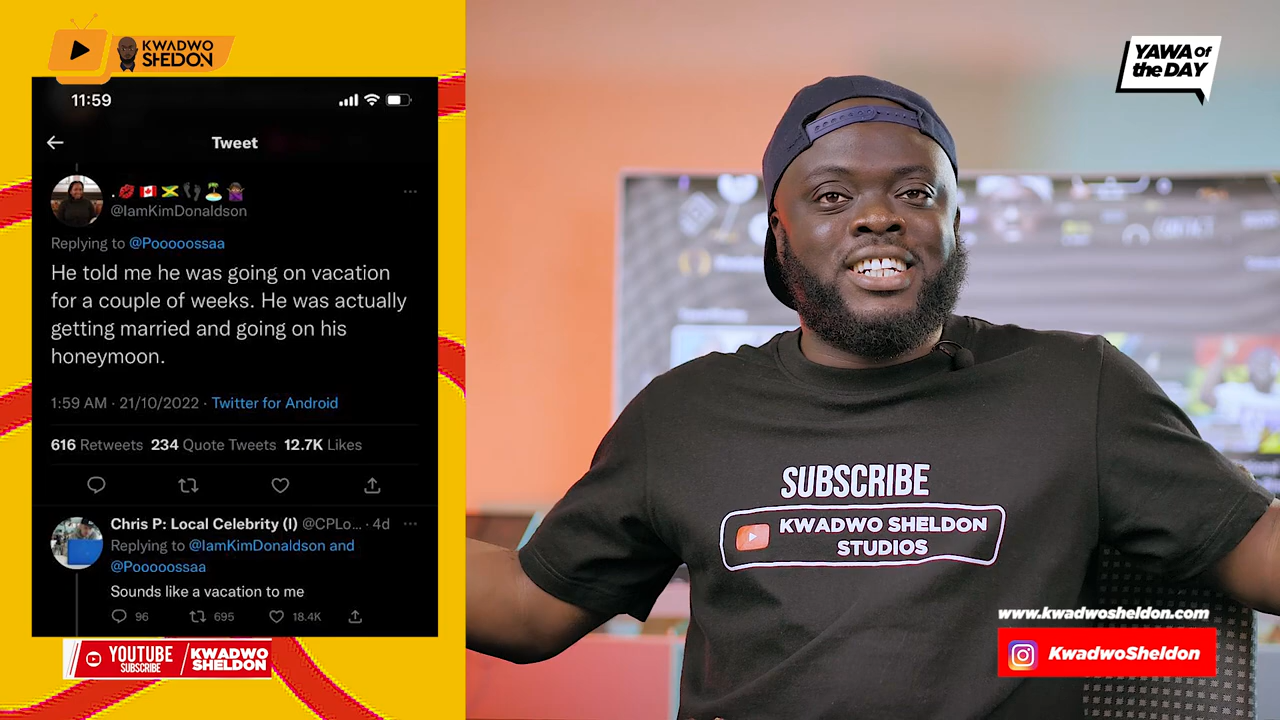 KWADWO
SHELDON
11:59
Tweet
@IamKimDonaldson
Replying to @Pooooossaa
He told me he was going on vacation
for a couple of weeks. He was actually
getting married and going on his
honeymoon.
1:59 AM · 21/10/2022 · Twitter for Android
616 Retweets 234 Quote Tweets 12.7K Likes
Chris P: Local Celebrity (I) @CPLo... · 4d
Replying to @IamKimDonaldson and
@Pooooossaa
Sounds like a vacation to me
96 695 18.4K
YOUTUBE
SUBSCRIBE
KWADWO
SHELDON
YAWA of
the DAY
CONTACT
SUBSCRIBE
KWADWO SHELDON
STUDIOS
www.kwadwosheldon.com
KwadwoSheldon